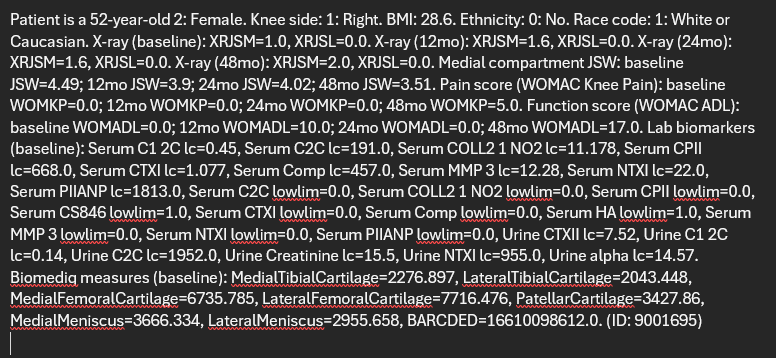 Patient is a 52-year-old 2: Female. Knee side: 1: Right. BMI: 28.6. Ethnicity: 0: No. Race code: 1: White or
Caucasian. X-ray (baseline): XRJSM=1.0, XRJSL=0.0. X-ray (12mo): XRJSM=1.6, XRJSL=0.0. X-ray (24mo):
XRJSM=1.6, XRJSL=0.0. X-ray (48mo): XRJSM=2.0, XRJSL=0.0. Medial compartment JSW: baseline
JSW=4.49; 12mo JSW=3.9; 24mo JSW=4.02; 48mo JSW=3.51. Pain score (WOMAC Knee Pain): baseline
WOMKP=0.0; 12mo WOMKP=0.0; 24mo WOMKP=0.0; 48mo WOMKP=5.0. Function score (WOMAC ADL):
baseline WOMADL=0.0; 12mo WOMADL=10.0; 24mo WOMADL=0.0; 48mo WOMADL=17.0. Lab biomarkers
(baseline): Serum C1 2C lc=0.45, Serum C2C lc=191.0, Serum COLL2 1 NO2 lc=11.178, Serum CPII
lc=668.0, Serum CTXI lc=1.077, Serum Comp lc=457.0, Serum MMP 3 lc=12.28, Serum NTXI lc=22.0,
Serum PIIANP lc=1813.0, Serum C2C lowlim=0.0, Serum COLL2 1 NO2 lowlim=0.0, Serum CPII lowlim=0.0,
Serum CS846 lowlim=1.0, Serum CTXI lowlim=0.0, Serum Comp lowlim=0.0, Serum HA lowlim=1.0, Serum
MMP 3 lowlim=0.0, Serum NTXI lowlim=0.0, Serum PIIANP lowlim=0.0, Urine CTXII lc=7.52, Urine C1 2C
lc=0.14, Urine C2C lc=1952.0, Urine Creatinine lc=15.5, Urine NTXI lc=955.0, Urine alpha lc=14.57.
Biomediq measures (baseline): MedialTibialCartilage=2276.897, LateralTibialCartilage=2043.448,
MedialFemoralCartilage=6735.785, LateralFemoralCartilage=7716.476, PatellarCartilage=3427.86,
MedialMeniscus=3666.334, LateralMeniscus=2955.658, BARCDED=16610098612.0. (ID: 9001695)